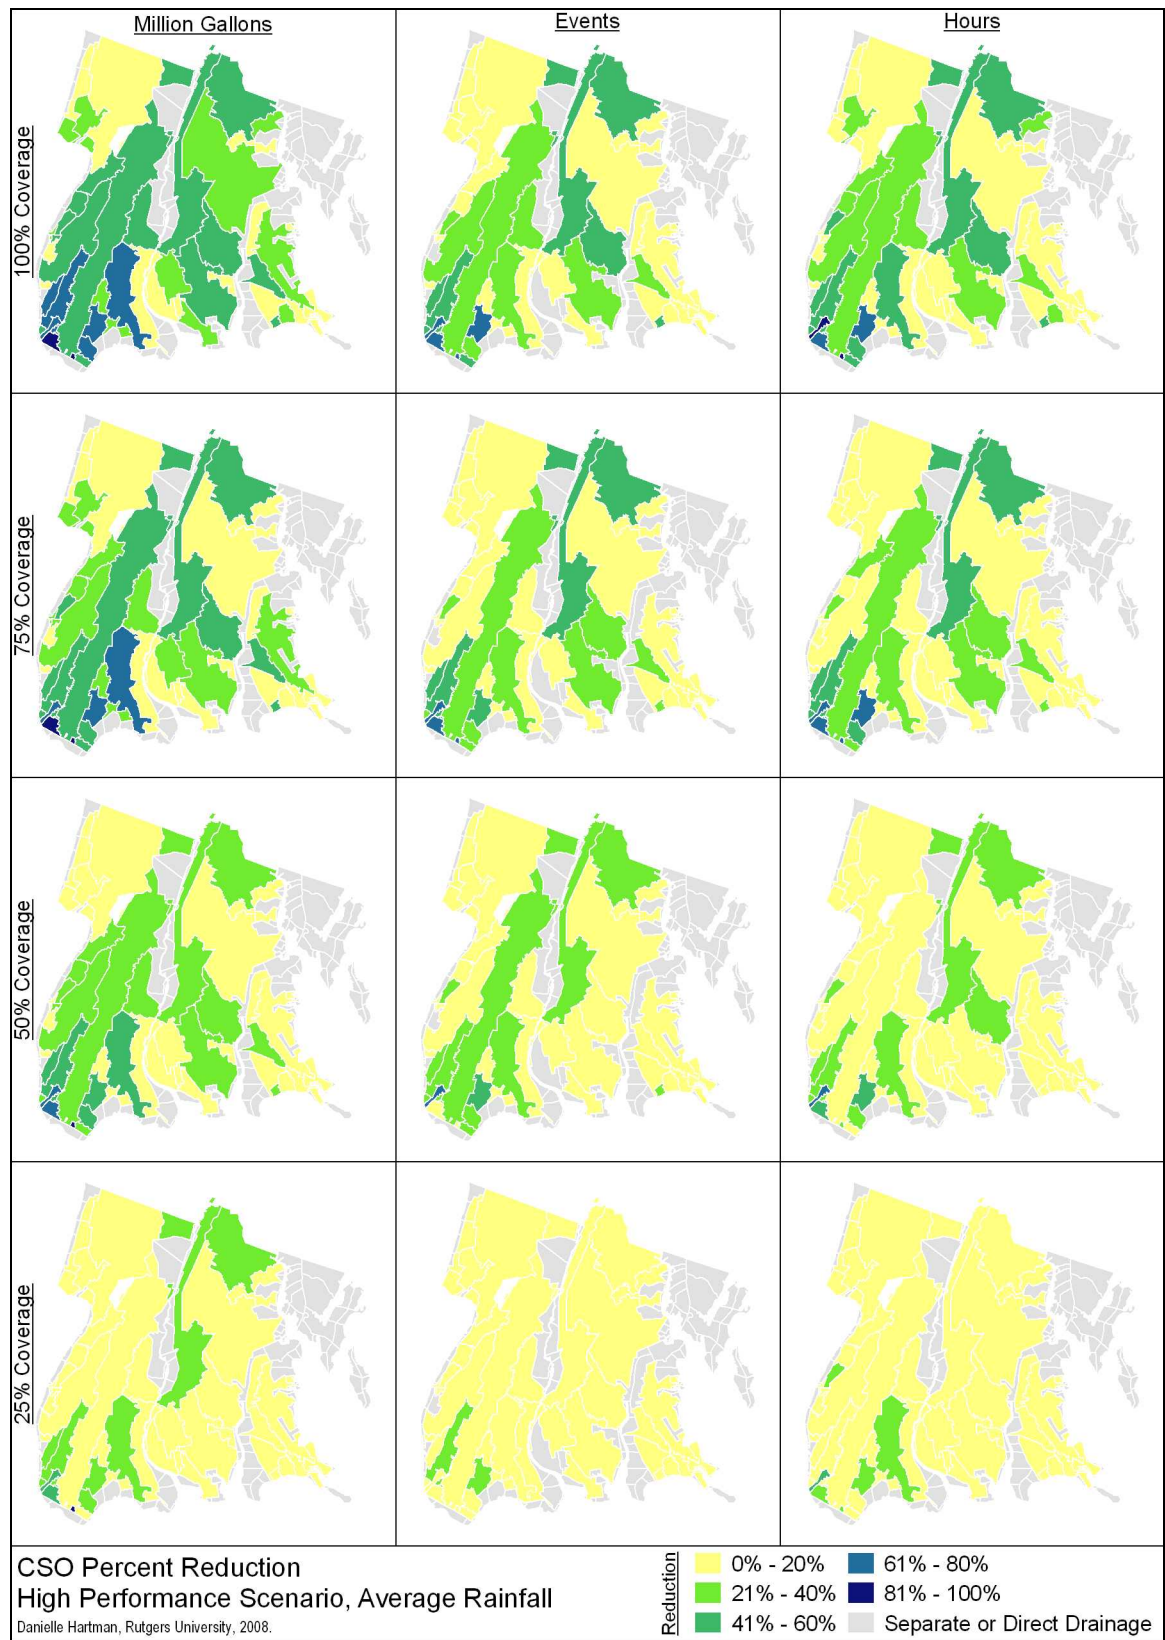 Million Gallons
Events
Hours
100% Coverage
75% Coverage
50% Coverage
25% Coverage
CSO Percent Reduction
High Performance Scenario, Average Rainfall
Danielle Hartman, Rutgers University, 2008.
Reduction
0% - 20%
21% - 40%
41% - 60%
61% - 80%
81% - 100%
Separate or Direct Drainage